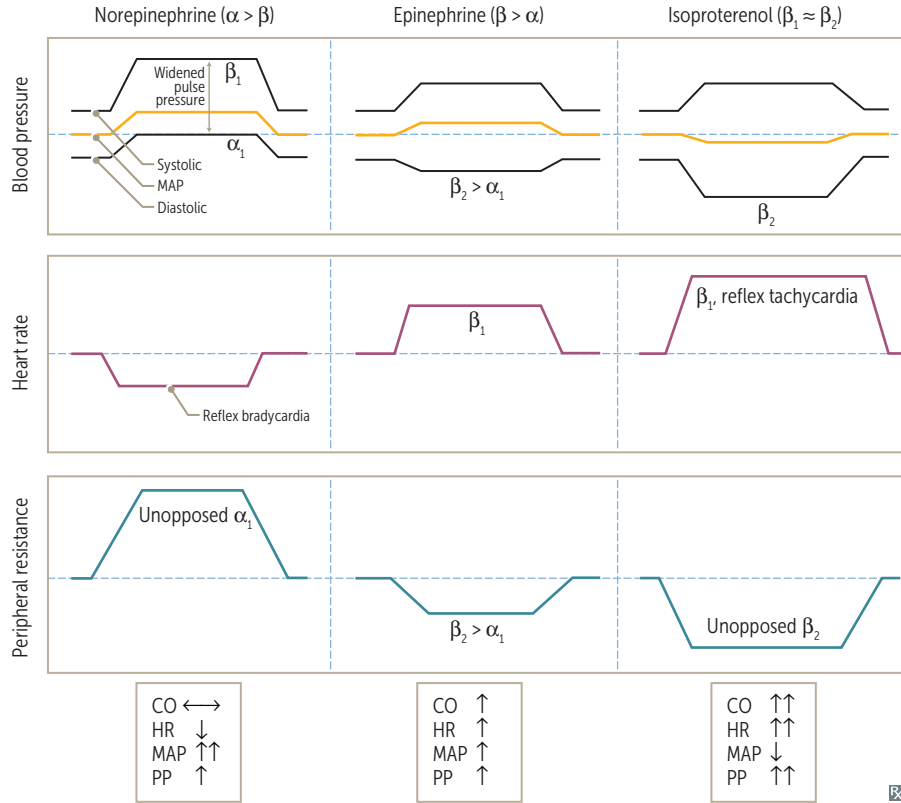 Norepinephrine (α > β)
Epinephrine (β > α)
Isoproterenol (β₁ ≈ β₂)
Blood pressure
Widened
pulse
pressure
β₁
α₁
Systolic
MAP
Diastolic
β₂ > α₁
β₂
Heart rate
Reflex bradycardia
β₁
β₁, reflex tachycardia
Peripheral resistance
Unopposed α₁
β₂ > α₁
Unopposed β₂
CO ←→
HR ↓
MAP ↑↑
PP ↑
CO ↑
HR ↑
MAP ↑
PP ↑
CO ↑↑
HR ↑↑
MAP ↓
PP ↑↑
℞